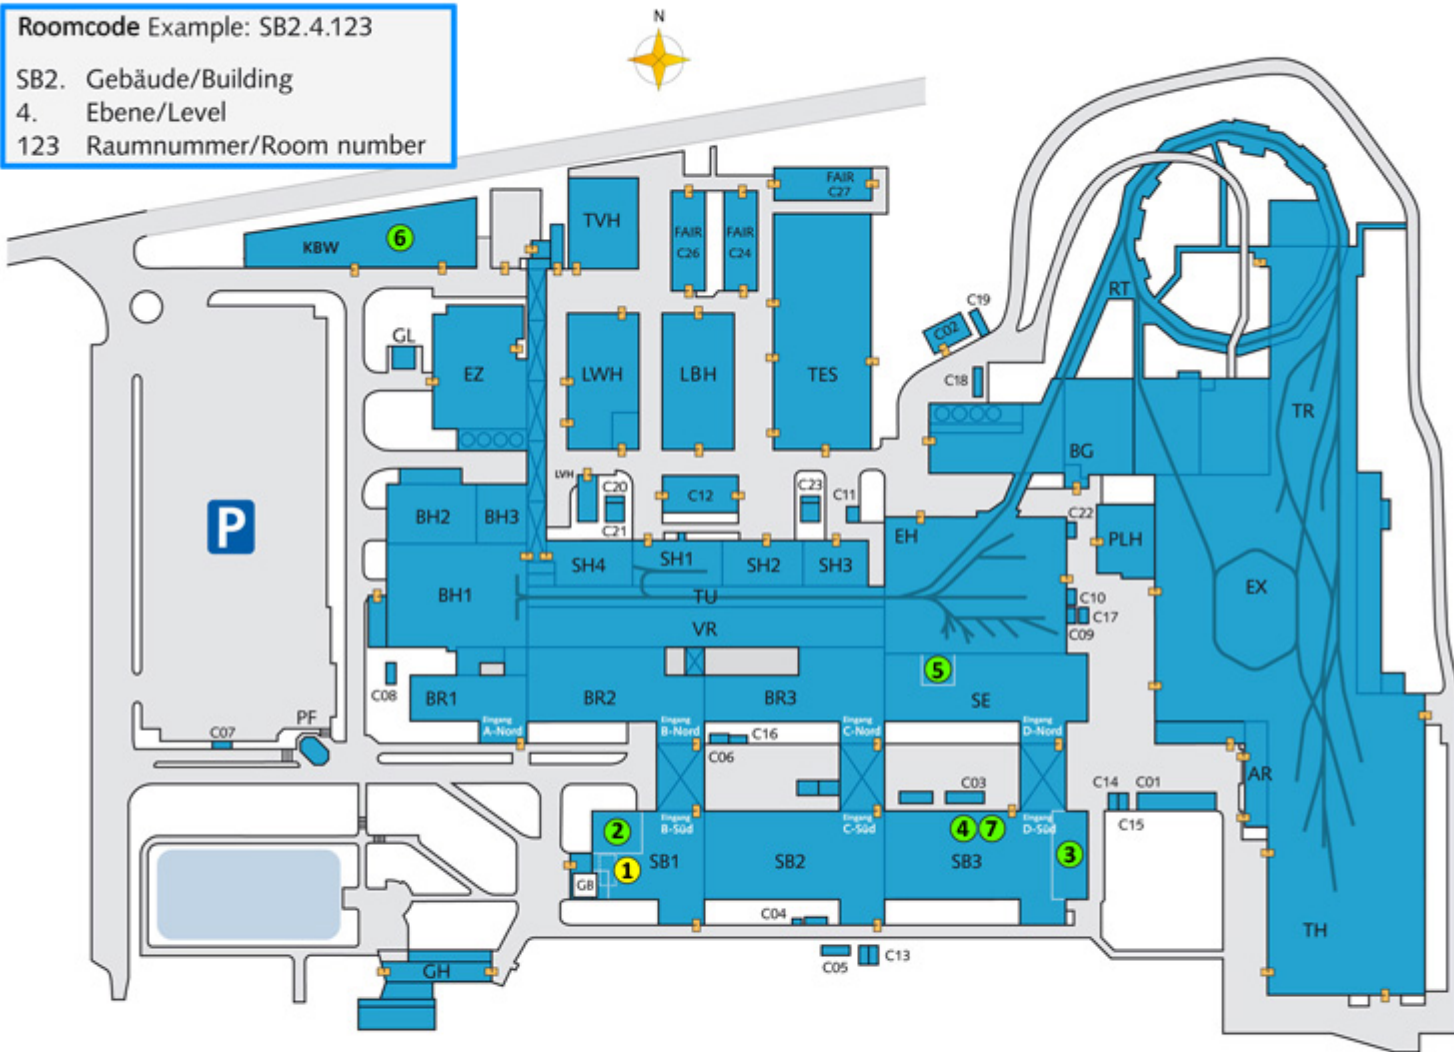 Roomcode Example: SB2.4.123
SB2. Gebäude/Building
4. Ebene/Level
123 Raumnummer/Room number
N
KBW
6
TVH
FAIR
C26
FAIR
C24
FAIR
C27
GL
EZ
LWH
LBH
TES
C02
C19
C18
RT
TR
BG
BH2
BH3
LVH
C20
C21
C12
C23
C11
EH
C22
PLH
P
BH1
SH4
SH1
SH2
SH3
TU
VR
C10
C17
C09
EX
C08
BR1
BR2
BR3
5
SE
PF
C07
Eingang
A-Nord
Eingang
B-Nord
Eingang
C-Nord
Eingang
D-Nord
C16
C06
C03
C14
C01
C15
AR
Eingang
B-Süd
Eingang
C-Süd
Eingang
D-Süd
2
1
SB1
SB2
4
7
SB3
3
GB
C04
C05
C13
GH
TH